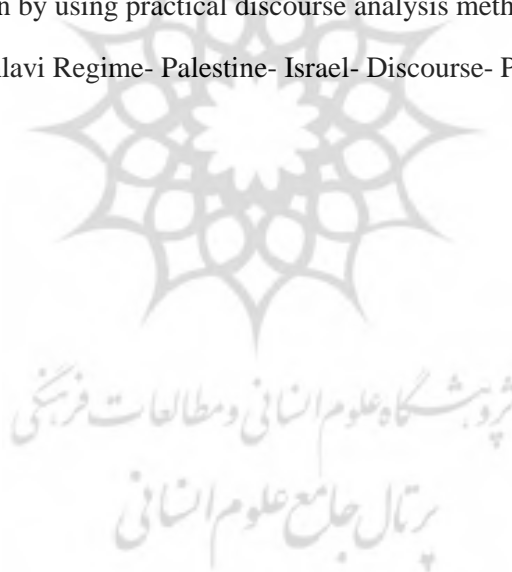 n by using practical discourse analysis meth
lavi Regime- Palestine- Israel- Discourse- P
پژوهشگاه علوم انسانی و مطالعات فرهنگی
پرتال جامع علوم انسانی